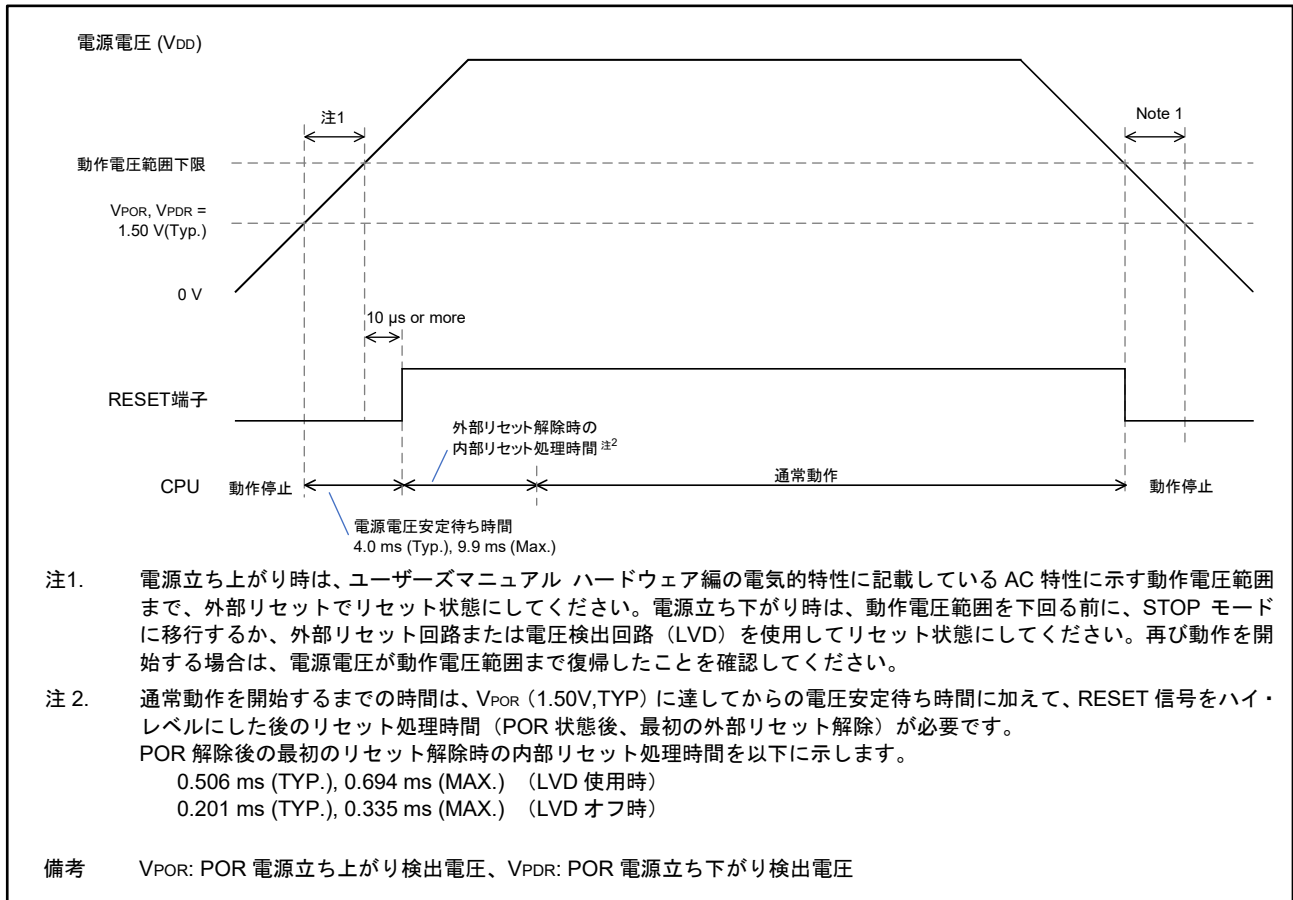 電源電圧 (VDD)
注1
Note 1
動作電圧範囲下限
VPOR, VPDR =
1.50 V(Typ.)
0 V
10 µs or more
RESET端子
外部リセット解除時の
内部リセット処理時間 注2
CPU 動作停止 通常動作 動作停止
電源電圧安定待ち時間
4.0 ms (Typ.), 9.9 ms (Max.)
注1. 電源立ち上がり時は、ユーザーズマニュアル ハードウェア編の電気的特性に記載している AC 特性に示す動作電圧範囲
まで、外部リセットでリセット状態にしてください。電源立ち下がり時は、動作電圧範囲を下回る前に、STOP モード
に移行するか、外部リセット回路または電圧検出回路（LVD）を使用してリセット状態にしてください。再び動作を開
始する場合は、電源電圧が動作電圧範囲まで復帰したことを確認してください。
注 2. 通常動作を開始するまでの時間は、VPOR（1.50V,TYP）に達してからの電圧安定待ち時間に加えて、RESET 信号をハイ・
レベルにした後のリセット処理時間（POR 状態後、最初の外部リセット解除）が必要です。
POR 解除後の最初のリセット解除時の内部リセット処理時間を以下に示します。
0.506 ms (TYP.), 0.694 ms (MAX.) （LVD 使用時）
0.201 ms (TYP.), 0.335 ms (MAX.) （LVD オフ時）
備考 VPOR: POR 電源立ち上がり検出電圧、VPDR: POR 電源立ち下がり検出電圧